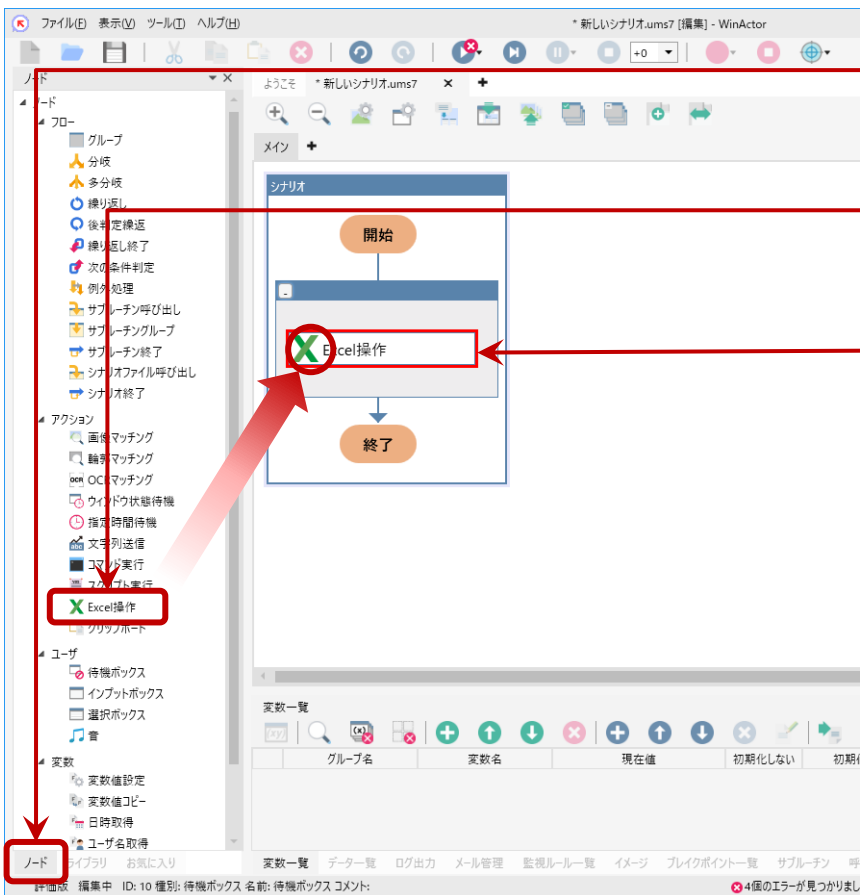 ファイル(F) 表示(V) ツール(T) ヘルプ(H)
* 新しいシナリオ.ums7 [編集] - WinActor
+0
ノード
ようこそ * 新しいシナリオ.ums7
ノード
フロー
グループ
分岐
多分岐
繰り返し
後判定繰返
繰り返し終了
次の条件判定
例外処理
サブルーチン呼び出し
サブルーチングループ
サブルーチン終了
シナリオファイル呼び出し
シナリオ終了
アクション
画像マッチング
輪郭マッチング
OCRマッチング
ウィンドウ状態待機
指定時間待機
文字列送信
コマンド実行
スクリプト実行
Excel操作
クリップボード
ユーザ
待機ボックス
インプットボックス
選択ボックス
音
変数
変数値設定
変数値コピー
日時取得
ユーザ名取得
ノード ライブラリ お気に入り
メイン
シナリオ
開始
Excel操作
終了
変数一覧
グループ名 変数名 現在値 初期化しない
変数一覧 データ一覧 ログ出力 メール管理 監視ルール一覧 イメージ ブレイクポイント一覧 サブルーチン
評価版 編集中 ID: 10 種別: 待機ボックス 名前: 待機ボックス コメント:
4個のエラーが見つかりまし